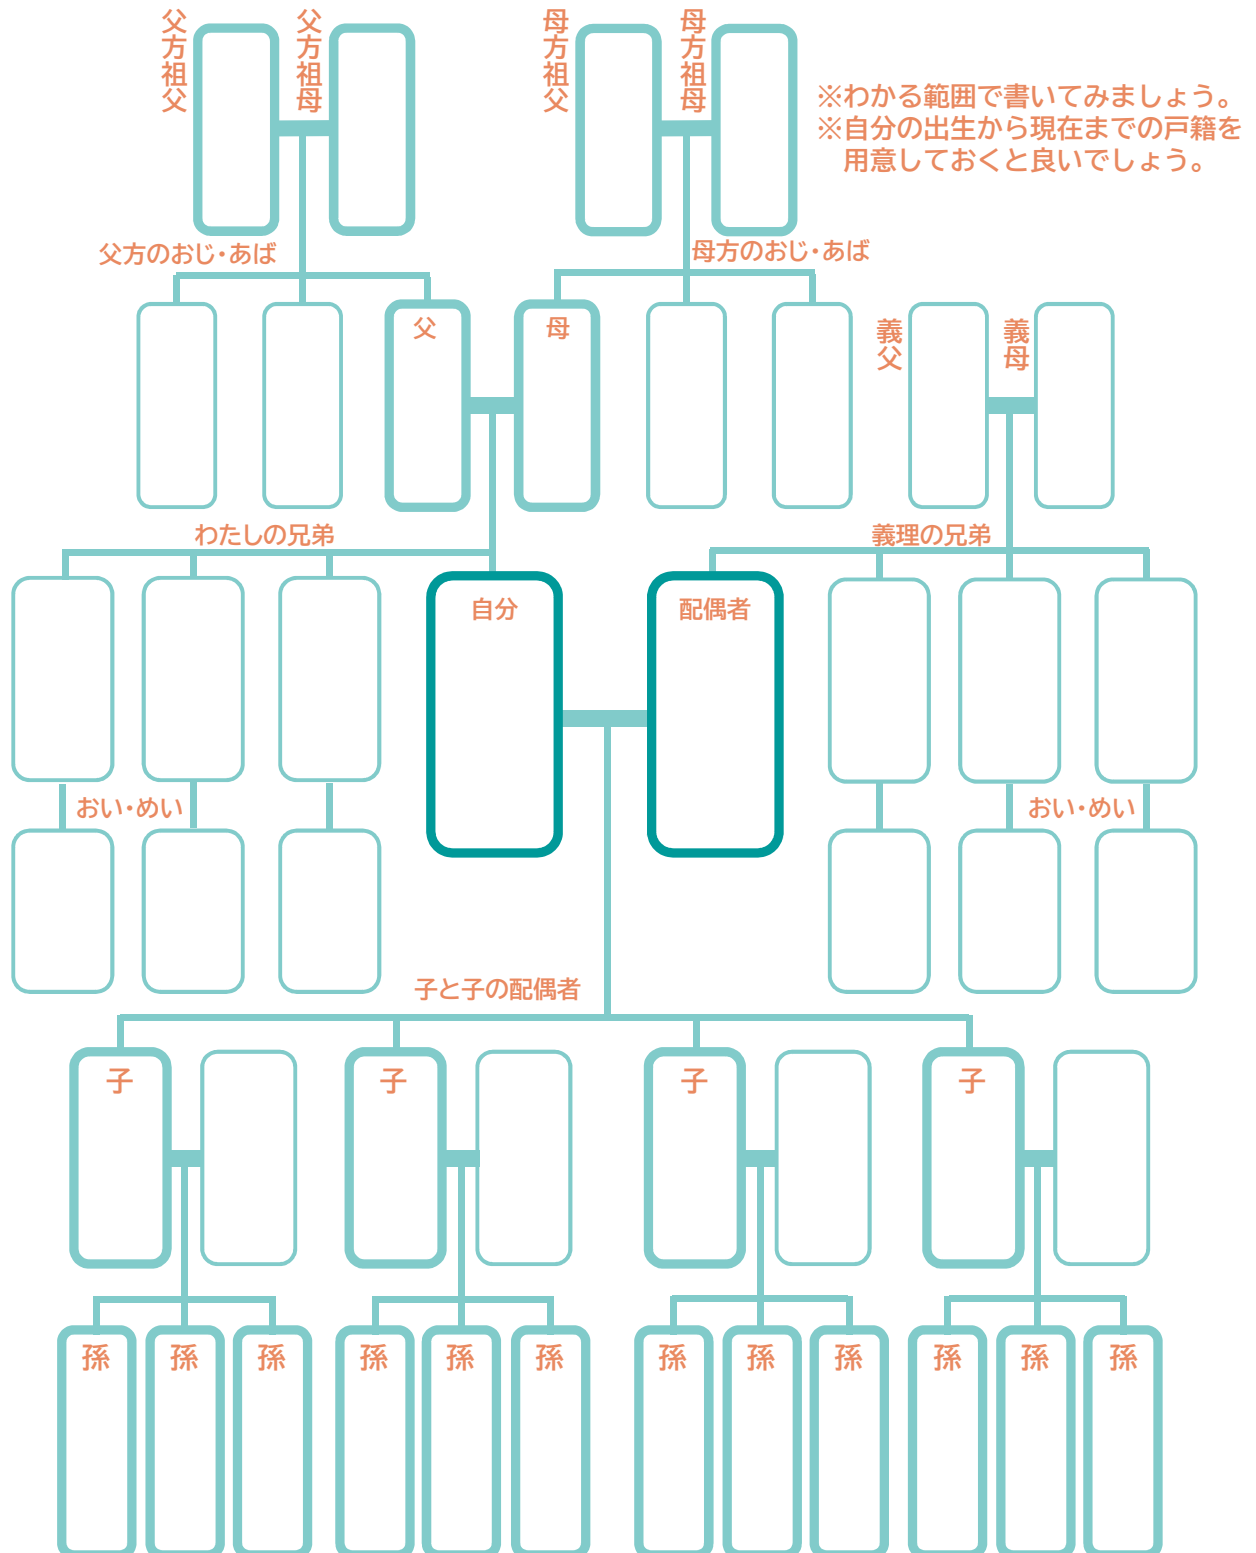 父方祖父
父方祖母
母方祖父
母方祖母
※わかる範囲で書いてみましょう。
※自分の出生から現在までの戸籍を
用意しておくと良いでしょう。
父方のおじ・あば
母方のおじ・あば
父
母
義父
義母
わたしの兄弟
義理の兄弟
自分
配偶者
おい・めい
おい・めい
子と子の配偶者
子
子
子
子
孫
孫
孫
孫
孫
孫
孫
孫
孫
孫
孫
孫